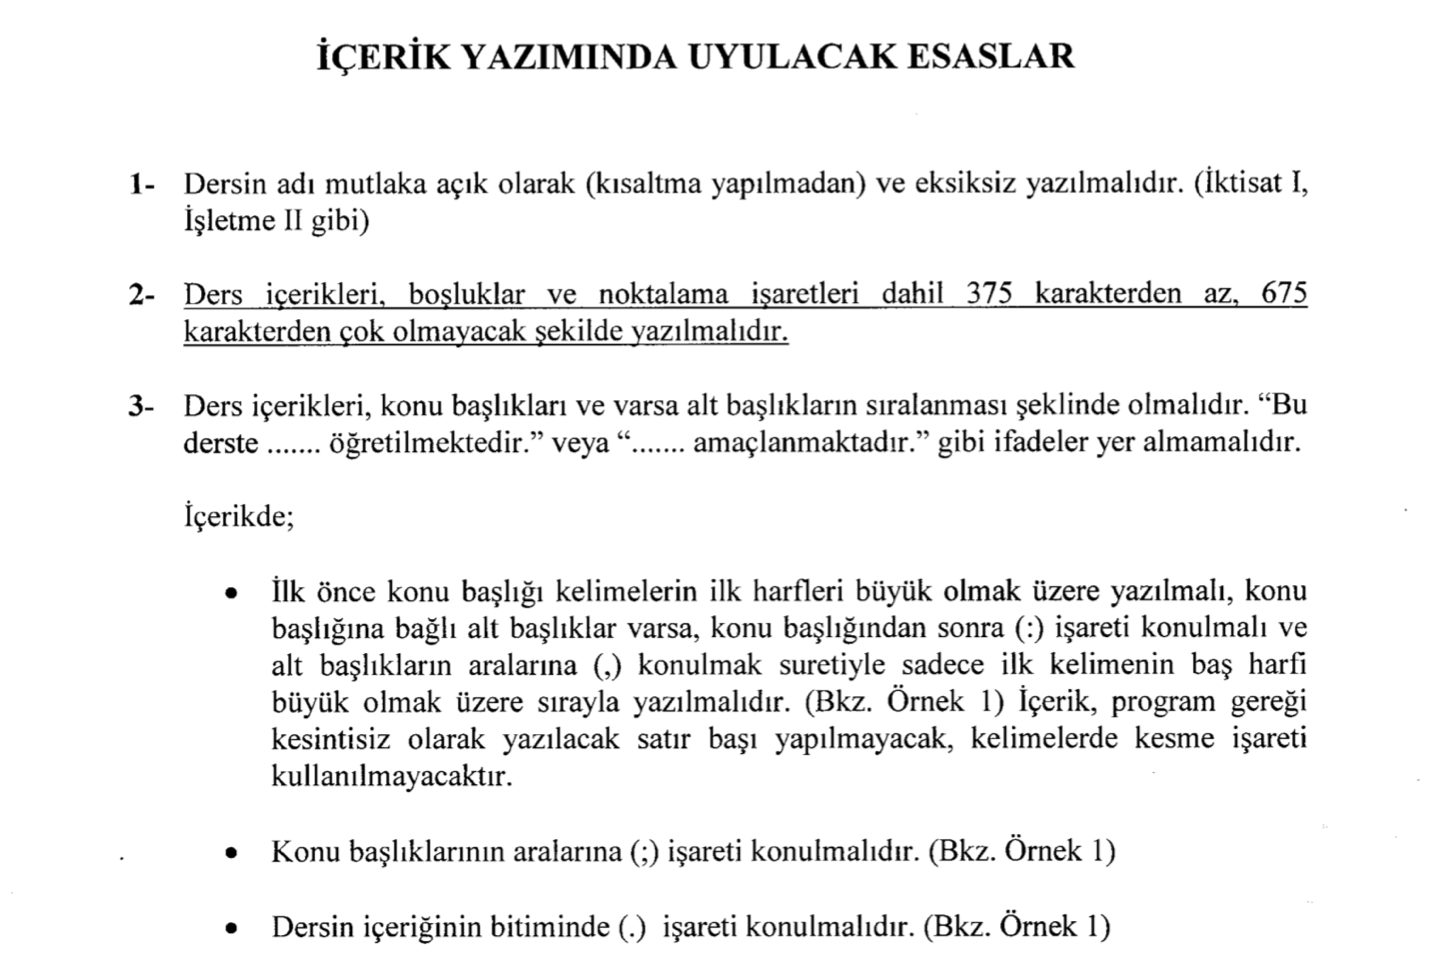 İÇERİK YAZIMINDA UYULACAK ESASLAR
1- Dersin adı mutlaka açık olarak (kısaltma yapılmadan) ve eksiksiz yazılmalıdır. (İktisat I,
İşletme II gibi)
2- Ders içerikleri, boşluklar ve noktalama işaretleri dahil 375 karakterden az, 675
karakterden çok olmayacak şekilde yazılmalıdır.
3- Ders içerikleri, konu başlıkları ve varsa alt başlıkların sıralanması şeklinde olmalıdır. “Bu
derste ....... öğretilmektedir.” veya “....... amaçlanmaktadır.” gibi ifadeler yer almamalıdır.
İçerikde;
• İlk önce konu başlığı kelimelerin ilk harfleri büyük olmak üzere yazılmalı, konu
başlığına bağlı alt başlıklar varsa, konu başlığından sonra (:) işareti konulmalı ve
alt başlıkların aralarına (,) konulmak suretiyle sadece ilk kelimenin baş harfi
büyük olmak üzere sırayla yazılmalıdır. (Bkz. Örnek 1) İçerik, program gereği
kesintisiz olarak yazılacak satır başı yapılmayacak, kelimelerde kesme işareti
kullanılmayacaktır.
• Konu başlıklarının aralarına (;) işareti konulmalıdır. (Bkz. Örnek 1)
• Dersin içeriğinin bitiminde (.) işareti konulmalıdır. (Bkz. Örnek 1)